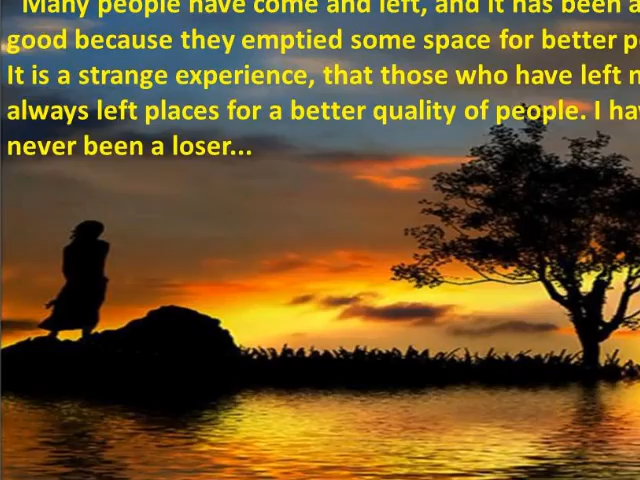 Many people have come and left, and it has been a
good because they emptied some space for better p
It is a strange experience, that those who have left
always left places for a better quality of people. I ha
never been a loser...